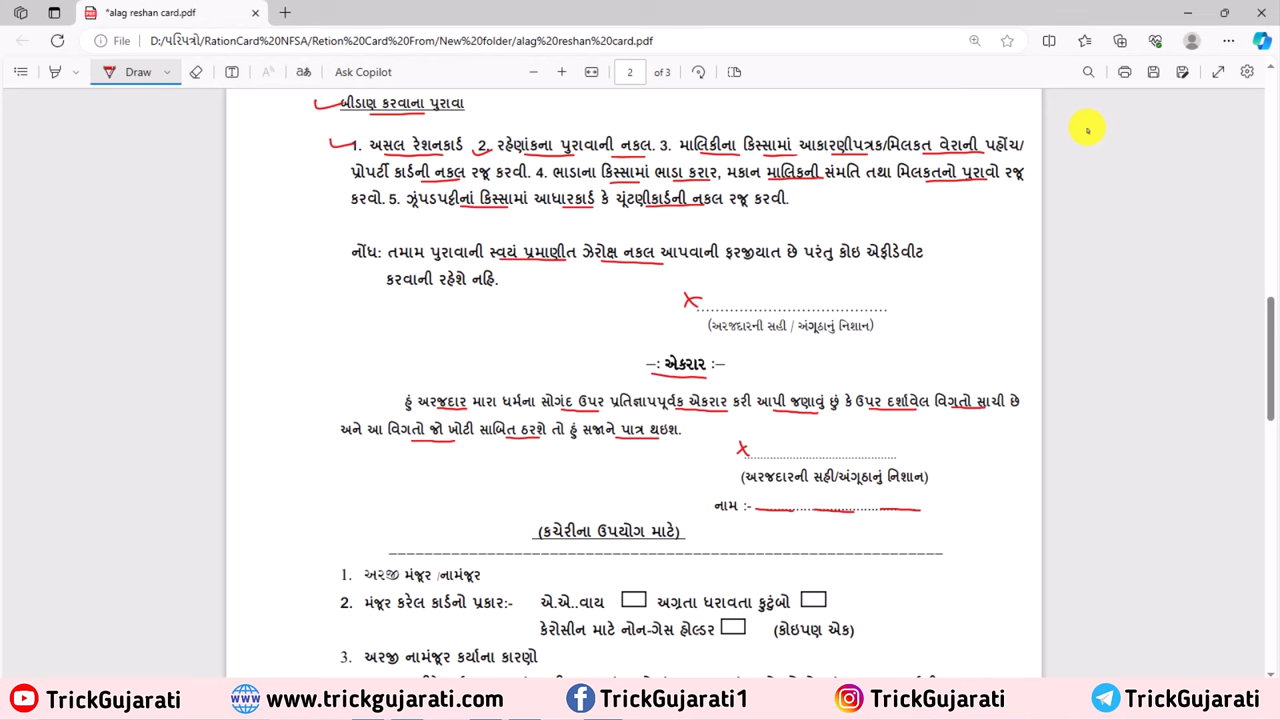 *alag reshan card.pdf
File D:/પરિપત્રો/RationCard%20NFSA/Retion%20Card%20From/New%20folder/alag%20reshan%20card.pdf
Draw
Ask Copilot
2 of 3
બીડાણ કરવાના પુરાવા
1. અસલ રેશનકાર્ડ 2. રહેણાંકના પુરાવાની નકલ. 3. માલિકીના કિસ્સામાં આકારણીપત્રક/મિલકત વેરાની પહોંચ/
પ્રોપર્ટી કાર્ડની નકલ રજૂ કરવી. 4. ભાડાના કિસ્સામાં ભાડા કરાર, મકાન માલિકની સંમતિ તથા મિલકતનો પુરાવો રજૂ
કરવો. 5. ઝૂંપડપટ્ટીનાં કિસ્સામાં આધારકાર્ડ કે ચૂંટણીકાર્ડની નકલ રજૂ કરવી.
નોંધ: તમામ પુરાવાની સ્વયં પ્રમાણીત ઝેરોક્ષ નકલ આપવાની ફરજીયાત છે પરંતુ કોઇ એફીડેવીટ
કરવાની રહેશે નહિ.
x......................................
(અરજદારની સહી / અંગૂઠાનું નિશાન)
–: એકરાર :–
હું અરજદાર મારા ધર્મના સોગંદ ઉપર પ્રતિજ્ઞાપપૂર્વક એકરાર કરી આપી જણાવું છું કે ઉપર દર્શાવેલ વિગતો સાચી છે
અને આ વિગતો જો ખોટી સાબિત ઠરશે તો હું સજાને પાત્ર થઇશ.
x......................................
(અરજદારની સહી/અંગૂઠાનું નિશાન)
નામ :- ......................................
(કચેરીના ઉપયોગ માટે)
1. અરજી મંજૂર /નામંજૂર
2. મંજૂર કરેલ કાર્ડનો પ્રકાર:- એ.એ..વાય અગ્રતા ધરાવતા કુટુંબો
કેરોસીન માટે નોન-ગેસ હોલ્ડર (કોઇપણ એક)
3. અરજી નામંજૂર કર્યાના કારણો
TrickGujarati www.trickgujarati.com TrickGujarati1 TrickGujarati TrickGujarati